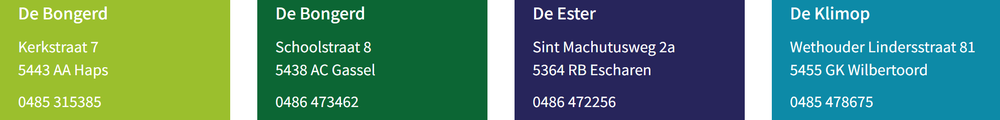 De Bongerd
Kerkstraat 7
5443 AA Haps
0485 315385
De Bongerd
Schoolstraat 8
5438 AC Gassel
0486 473462
De Ester
Sint Machutusweg 2a
5364 RB Escharen
0486 472256
De Klimop
Wethouder Lindersstraat 81
5455 GK Wilbertoord
0485 478675